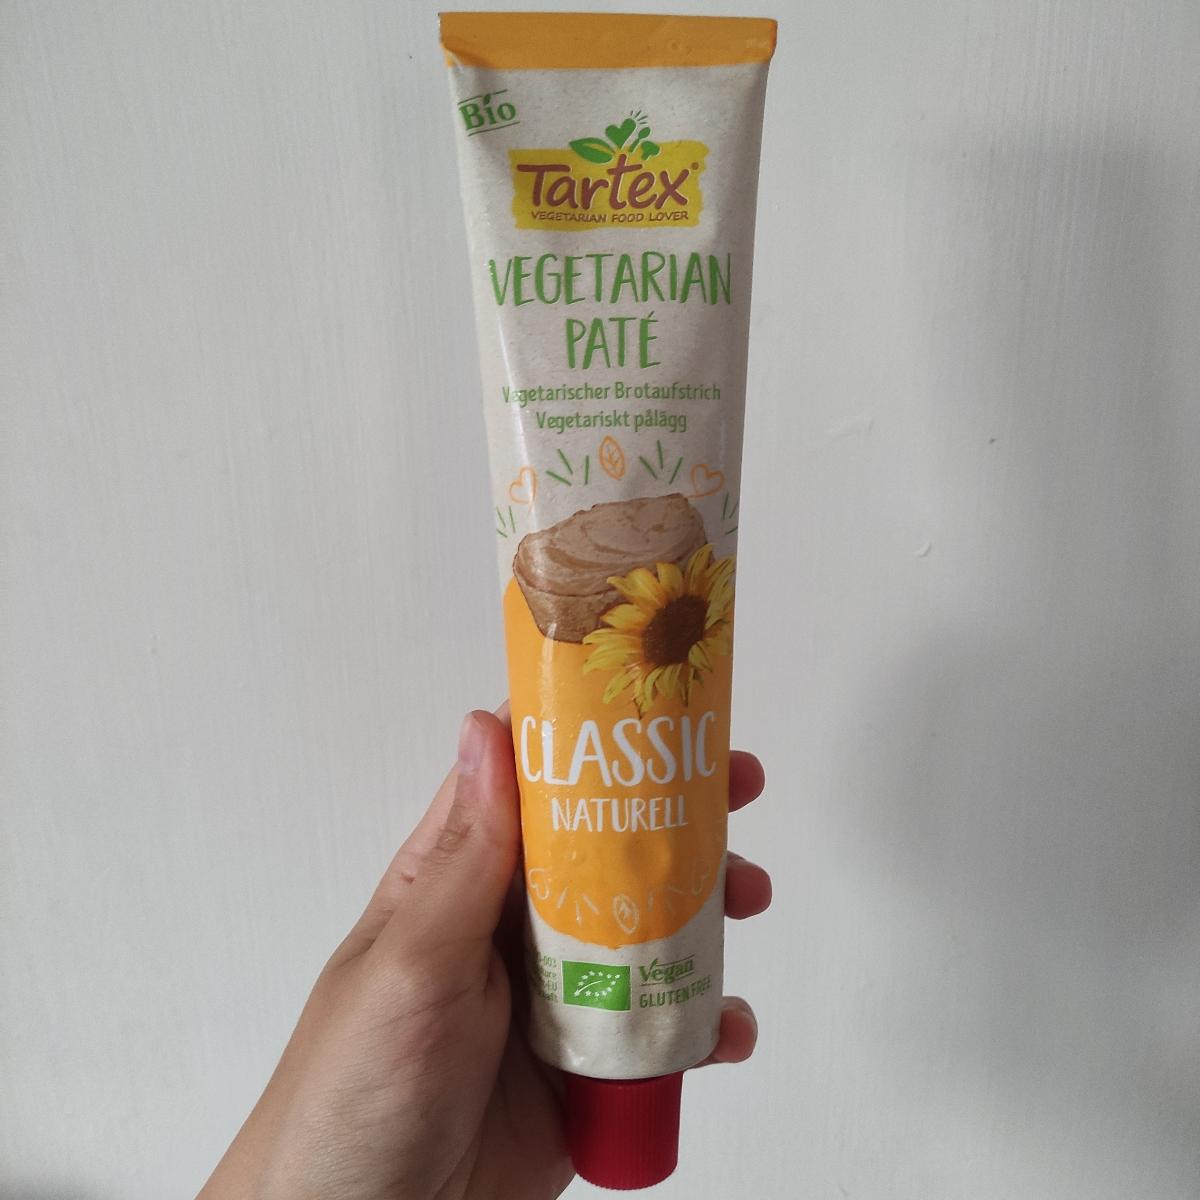 Bio
Tartex®
VEGETARIAN FOOD LOVER
VEGETARIAN
PATÉ
Vegetarischer Brotaufstrich
Vegetariskt pålägg
CLASSIC
NATURELL
Vegan
GLUTEN FREE